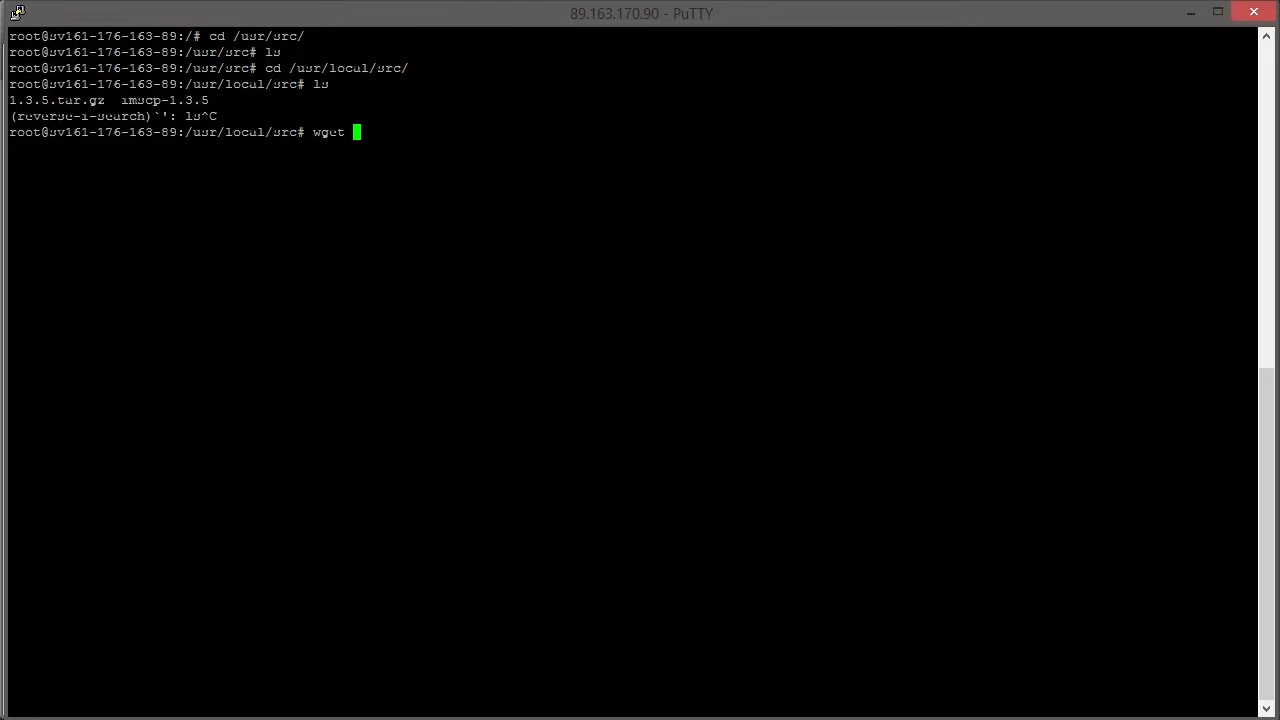 89.163.170.90 - PuTTY
root@sv161-176-163-89:/# cd /usr/src/
root@sv161-176-163-89:/usr/src# ls
root@sv161-176-163-89:/usr/src# cd /usr/local/src/
root@sv161-176-163-89:/usr/local/src# ls
1.3.5.tar.gz  imscp-1.3.5
(reverse-i-search)`': ls^C
root@sv161-176-163-89:/usr/local/src# wget